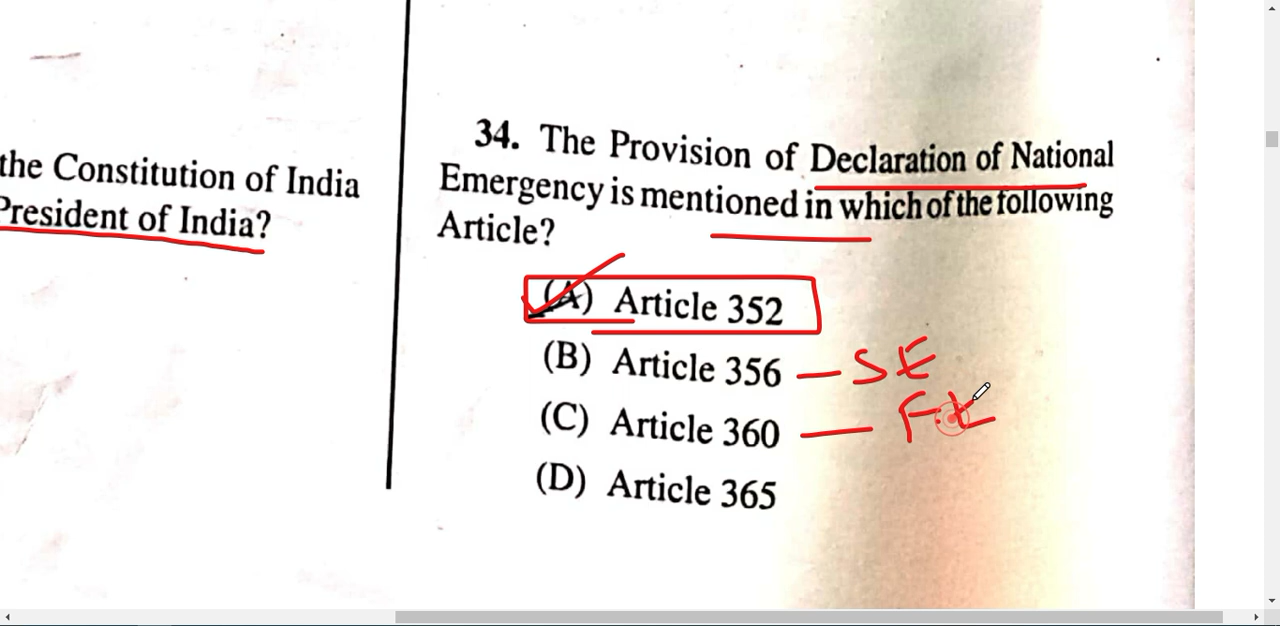 the Constitution of India
President of India?
34. The Provision of Declaration of National
Emergency is mentioned in which of the following
Article?
(A) Article 352
(B) Article 356 — SE
(C) Article 360 — FE
(D) Article 365